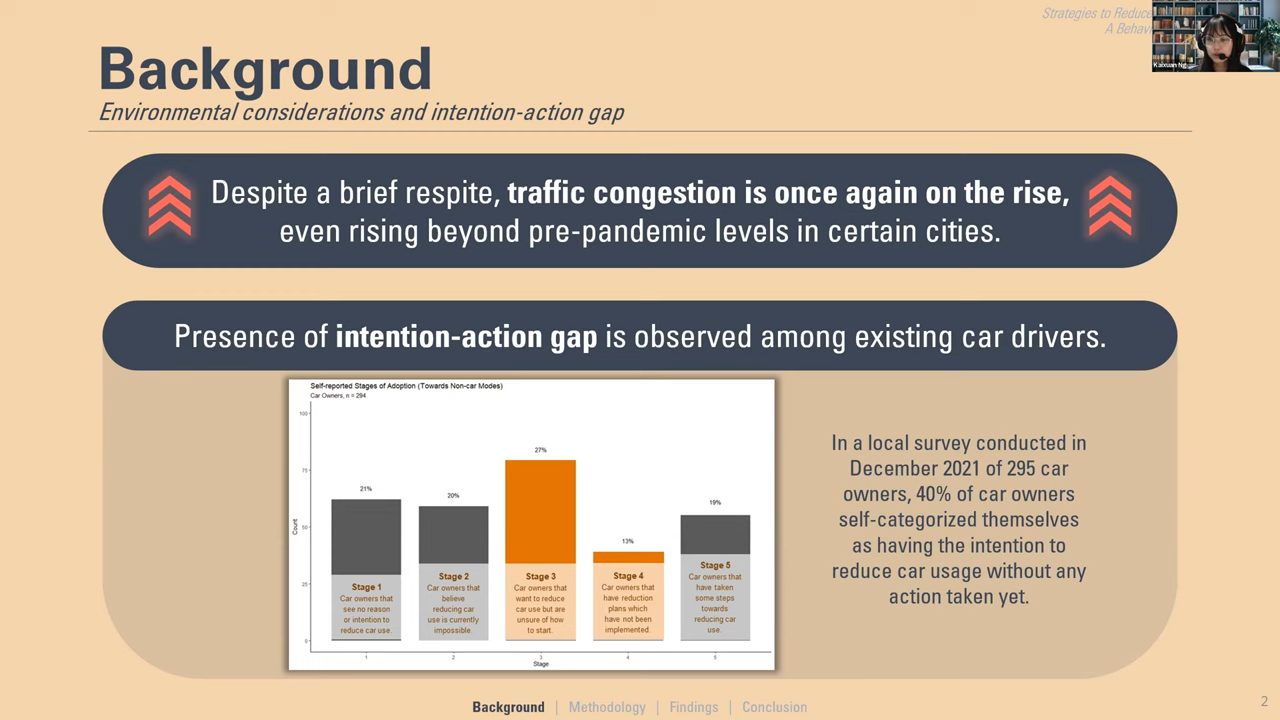 Strategies to Reduce
A Behavi
Kaixuan Ng
Background
Environmental considerations and intention-action gap
Despite a brief respite, traffic congestion is once again on the rise,
even rising beyond pre-pandemic levels in certain cities.
Presence of intention-action gap is observed among existing car drivers.
Self-reported Stages of Adoption (Towards Non-car Modes)
Car Owners, n = 294
100
75
50
25
0
Count
21%
20%
27%
13%
19%
Stage 1
Car owners that
see no reason
or intention to
reduce car use.
Stage 2
Car owners that
believe
reducing car
use is currently
impossible.
Stage 3
Car owners that
want to reduce
car use but are
unsure of how
to start.
Stage 4
Car owners that
have reduction
plans which
have not been
implemented.
Stage 5
Car owners that
have taken
some steps
towards
reducing car
use.
1
2
3
4
5
Stage
In a local survey conducted in
December 2021 of 295 car
owners, 40% of car owners
self-categorized themselves
as having the intention to
reduce car usage without any
action taken yet.
Background | Methodology | Findings | Conclusion
2